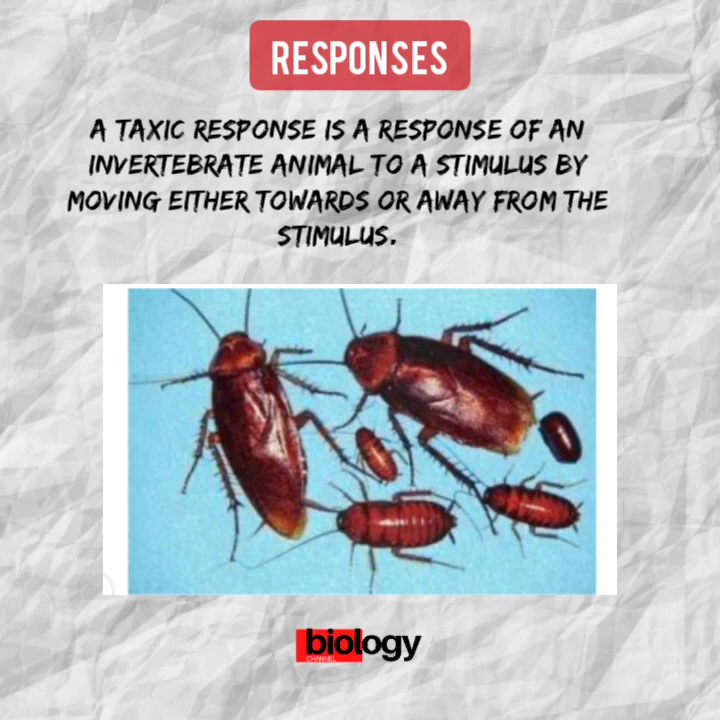 RESPONSES
A TAXIC RESPONSE IS A RESPONSE OF AN
INVERTEBRATE ANIMAL TO A STIMULUS BY
MOVING EITHER TOWARDS OR AWAY FROM THE
STIMULUS.
biology
CHANNEL